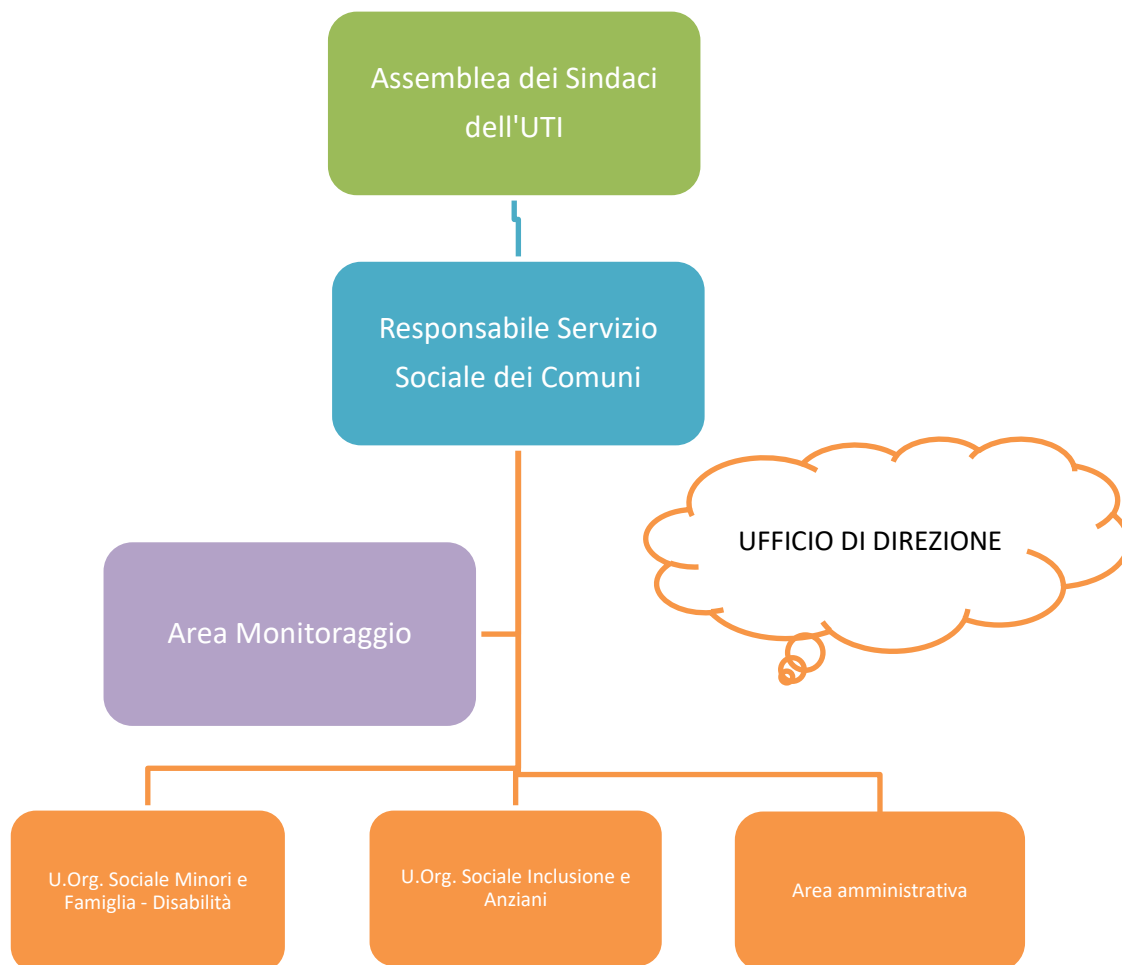 Assemblea dei Sindaci
dell'UTI
Responsabile Servizio
Sociale dei Comuni
UFFICIO DI DIREZIONE
Area Monitoraggio
U.Org. Sociale Minori e
Famiglia - Disabilità
U.Org. Sociale Inclusione e
Anziani
Area amministrativa